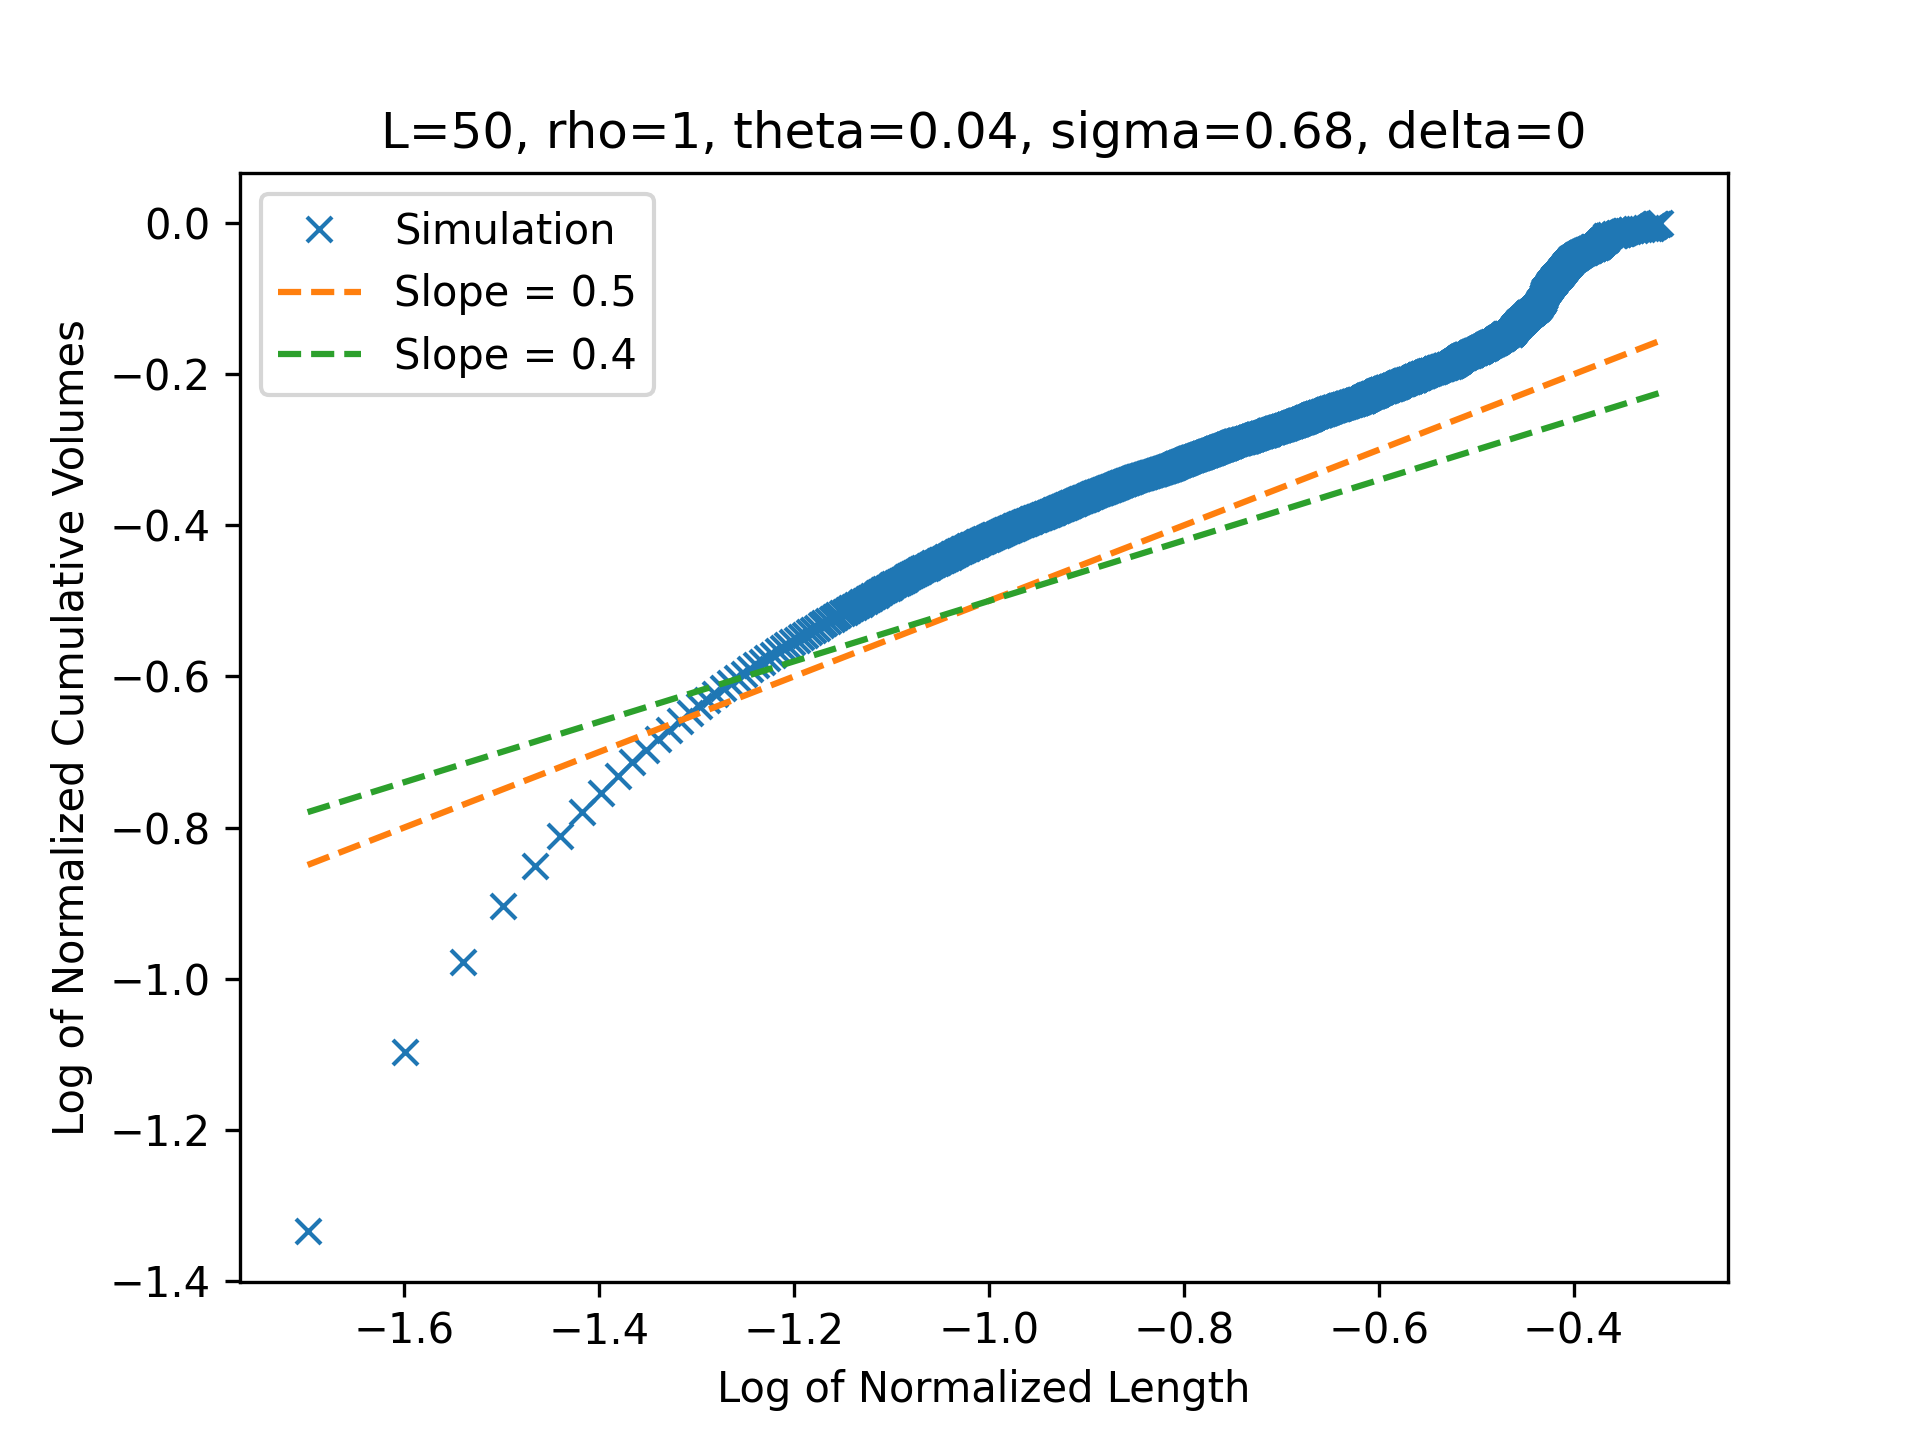 L=50, rho=1, theta=0.04, sigma=0.68, delta=0
Simulation
Slope = 0.5
Slope = 0.4
Log of Normalized Cumulative Volumes
0.0
−0.2
−0.4
−0.6
−0.8
−1.0
−1.2
−1.4
−1.6 −1.4 −1.2 −1.0 −0.8 −0.6 −0.4
Log of Normalized Length